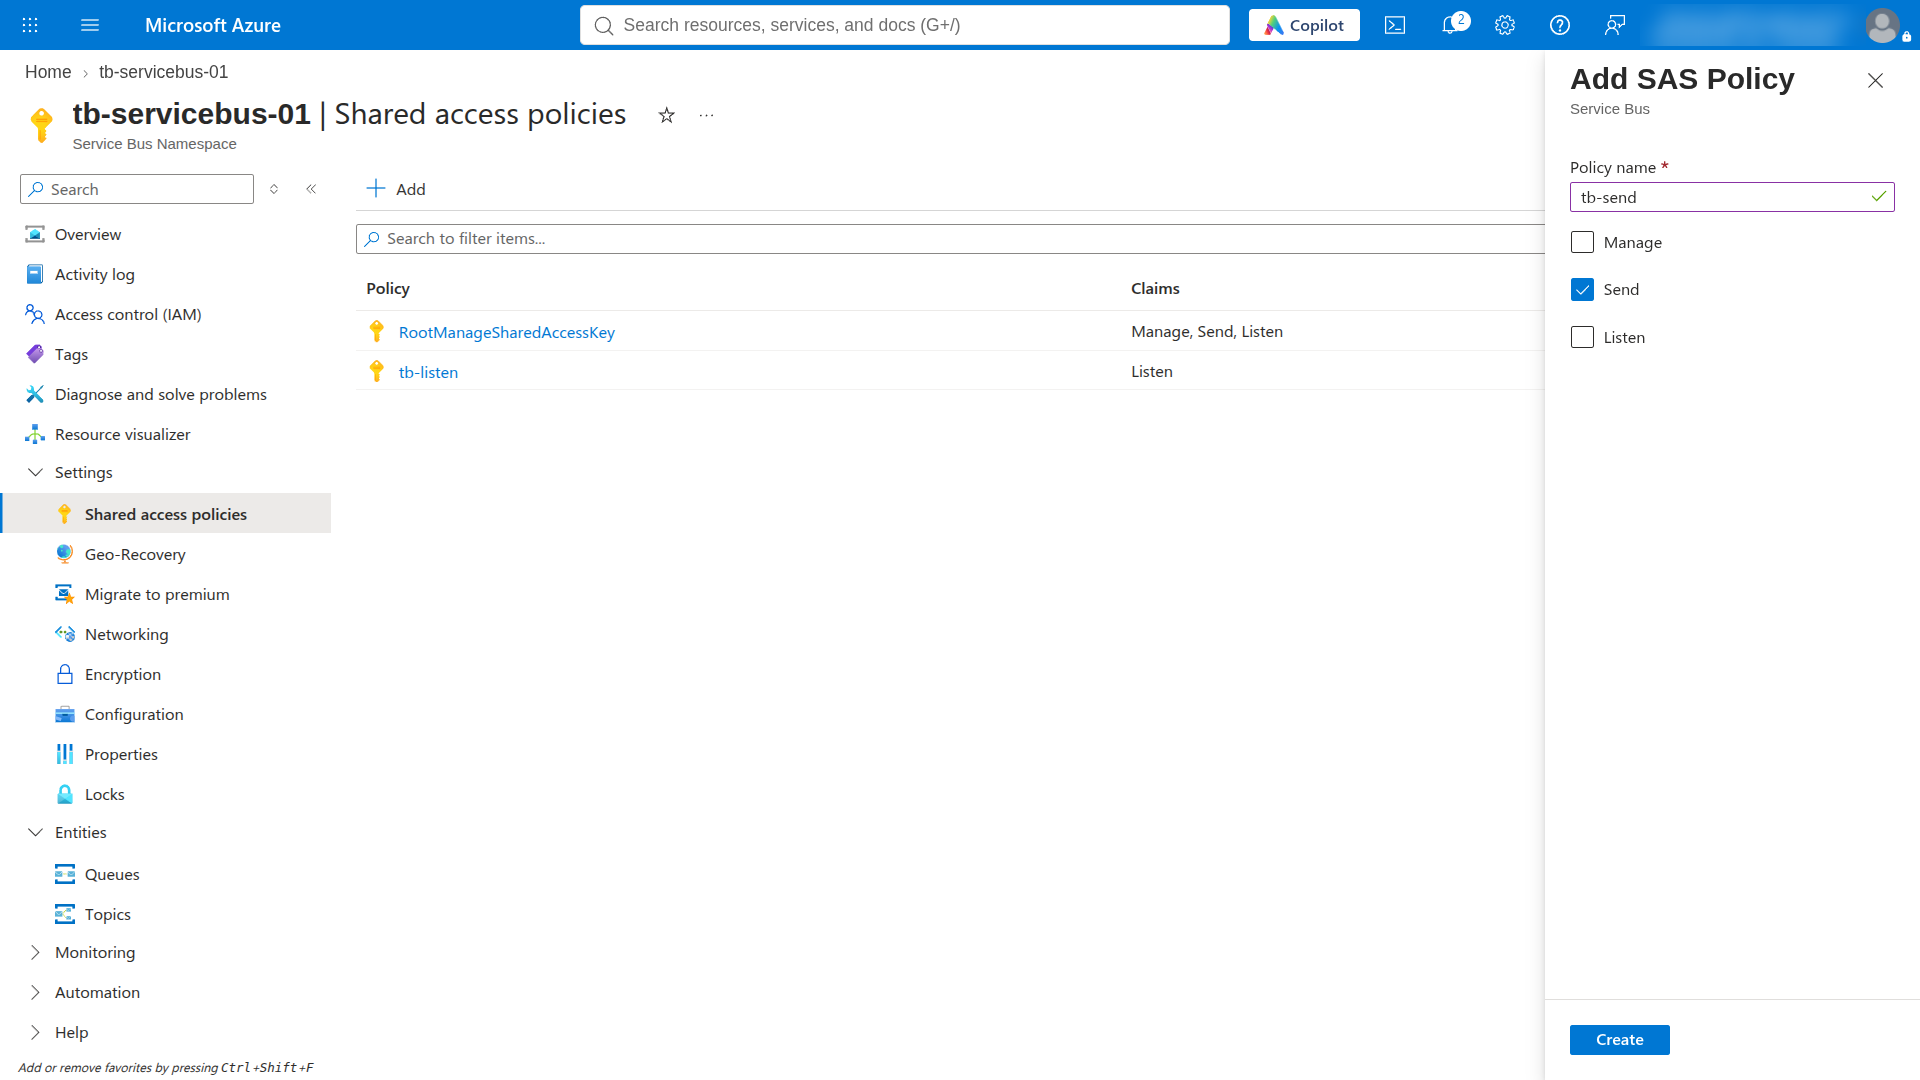 Microsoft Azure
Search resources, services, and docs (G+/)
Copilot
2
Home › tb-servicebus-01
tb-servicebus-01 | Shared access policies
Service Bus Namespace
Search
Overview
Activity log
Access control (IAM)
Tags
Diagnose and solve problems
Resource visualizer
Settings
Shared access policies
Geo-Recovery
Migrate to premium
Networking
Encryption
Configuration
Properties
Locks
Entities
Queues
Topics
Monitoring
Automation
Help
Add or remove favorites by pressing Ctrl+Shift+F
Add
Search to filter items...
Policy Claims
RootManageSharedAccessKey Manage, Send, Listen
tb-listen Listen
Add SAS Policy
Service Bus
Policy name *
tb-send
Manage
Send
Listen
Create